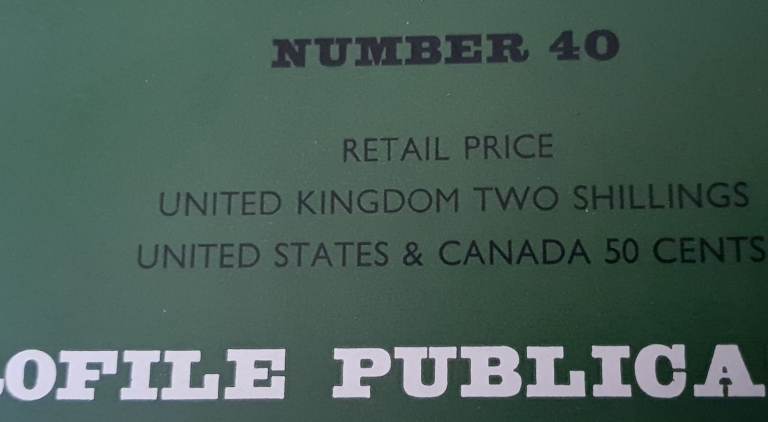 NUMBER 40
RETAIL PRICE
UNITED KINGDOM TWO SHILLINGS
UNITED STATES & CANADA 50 CENTS
OFILE PUBLICA